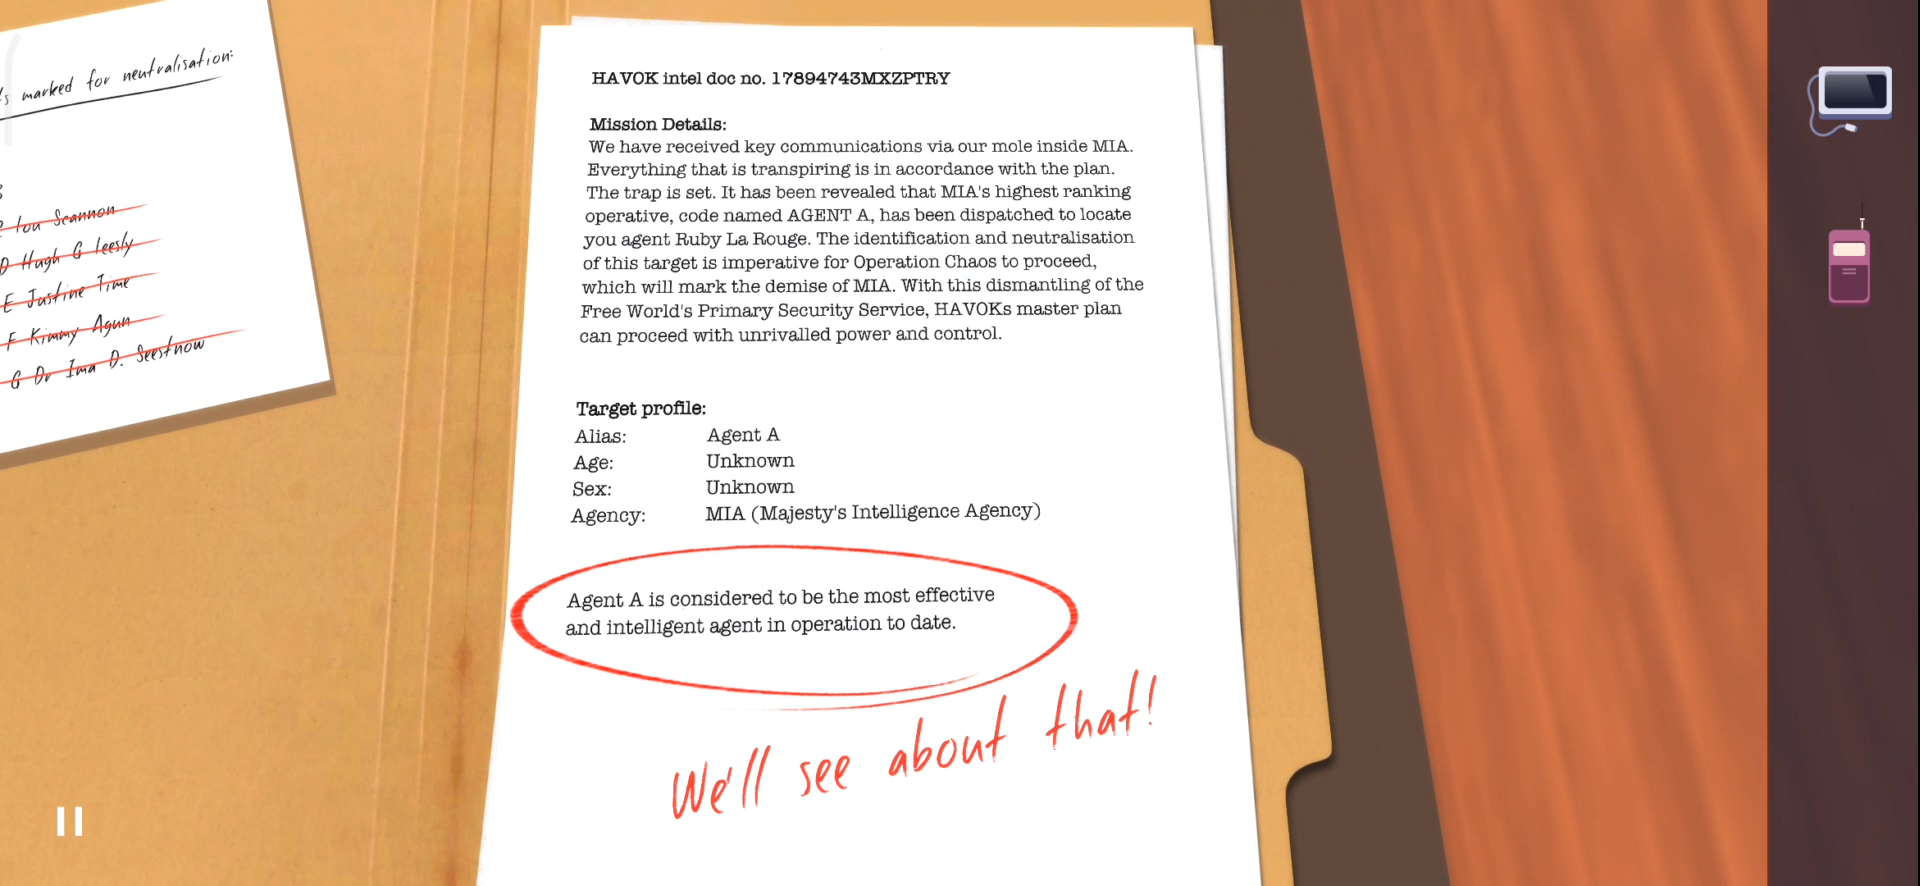 's marked for neutralisation:
Iou Scannon
D Hugh G Leesly
E Justine Time
F Kimmy Agun
G Dr Ima D. Seestnow
HAVOK intel doc no. 17894743MXZPTRY
Mission Details:
We have received key communications via our mole inside MIA.
Everything that is transpiring is in accordance with the plan.
The trap is set. It has been revealed that MIA's highest ranking
operative, code named AGENT A, has been dispatched to locate
you agent Ruby La Rouge. The identification and neutralisation
of this target is imperative for Operation Chaos to proceed,
which will mark the demise of MIA. With this dismantling of the
Free World's Primary Security Service, HAVOKs master plan
can proceed with unrivalled power and control.
Target profile:
Alias: Agent A
Age: Unknown
Sex: Unknown
Agency: MIA (Majesty's Intelligence Agency)
Agent A is considered to be the most effective
and intelligent agent in operation to date.
We'll see about that!